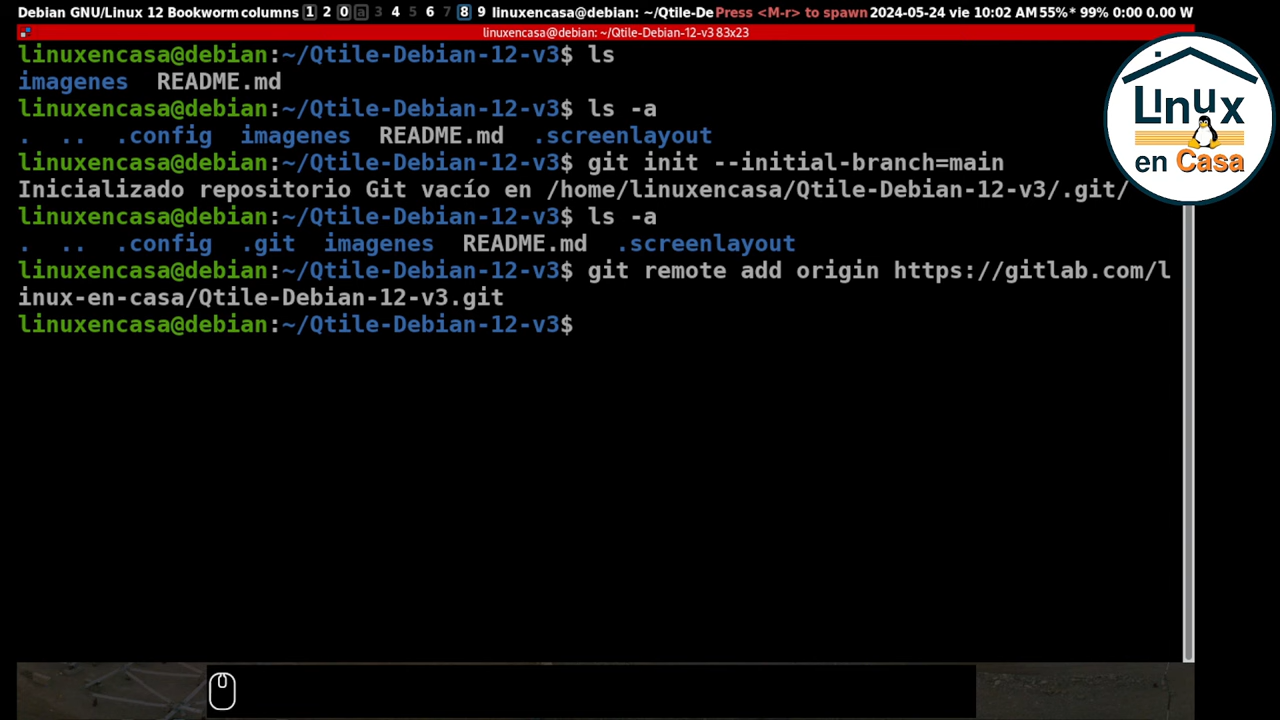 Debian GNU/Linux 12 Bookworm columns 1 2 0 a 3 4 5 6 7 8 9 linuxencasa@debian: ~/Qtile-De Press <M-r> to spawn 2024-05-24 vie 10:02 AM 55%* 99% 0:00 0.00 W
linuxencasa@debian: ~/Qtile-Debian-12-v3 83x23
linuxencasa@debian:~/Qtile-Debian-12-v3$ ls
imagenes  README.md
linuxencasa@debian:~/Qtile-Debian-12-v3$ ls -a
.  ..  .config  imagenes  README.md  .screenlayout
linuxencasa@debian:~/Qtile-Debian-12-v3$ git init --initial-branch=main
Inicializado repositorio Git vacío en /home/linuxencasa/Qtile-Debian-12-v3/.git/
linuxencasa@debian:~/Qtile-Debian-12-v3$ ls -a
.  ..  .config  .git  imagenes  README.md  .screenlayout
linuxencasa@debian:~/Qtile-Debian-12-v3$ git remote add origin https://gitlab.com/l
inux-en-casa/Qtile-Debian-12-v3.git
linuxencasa@debian:~/Qtile-Debian-12-v3$
Linux
en Casa